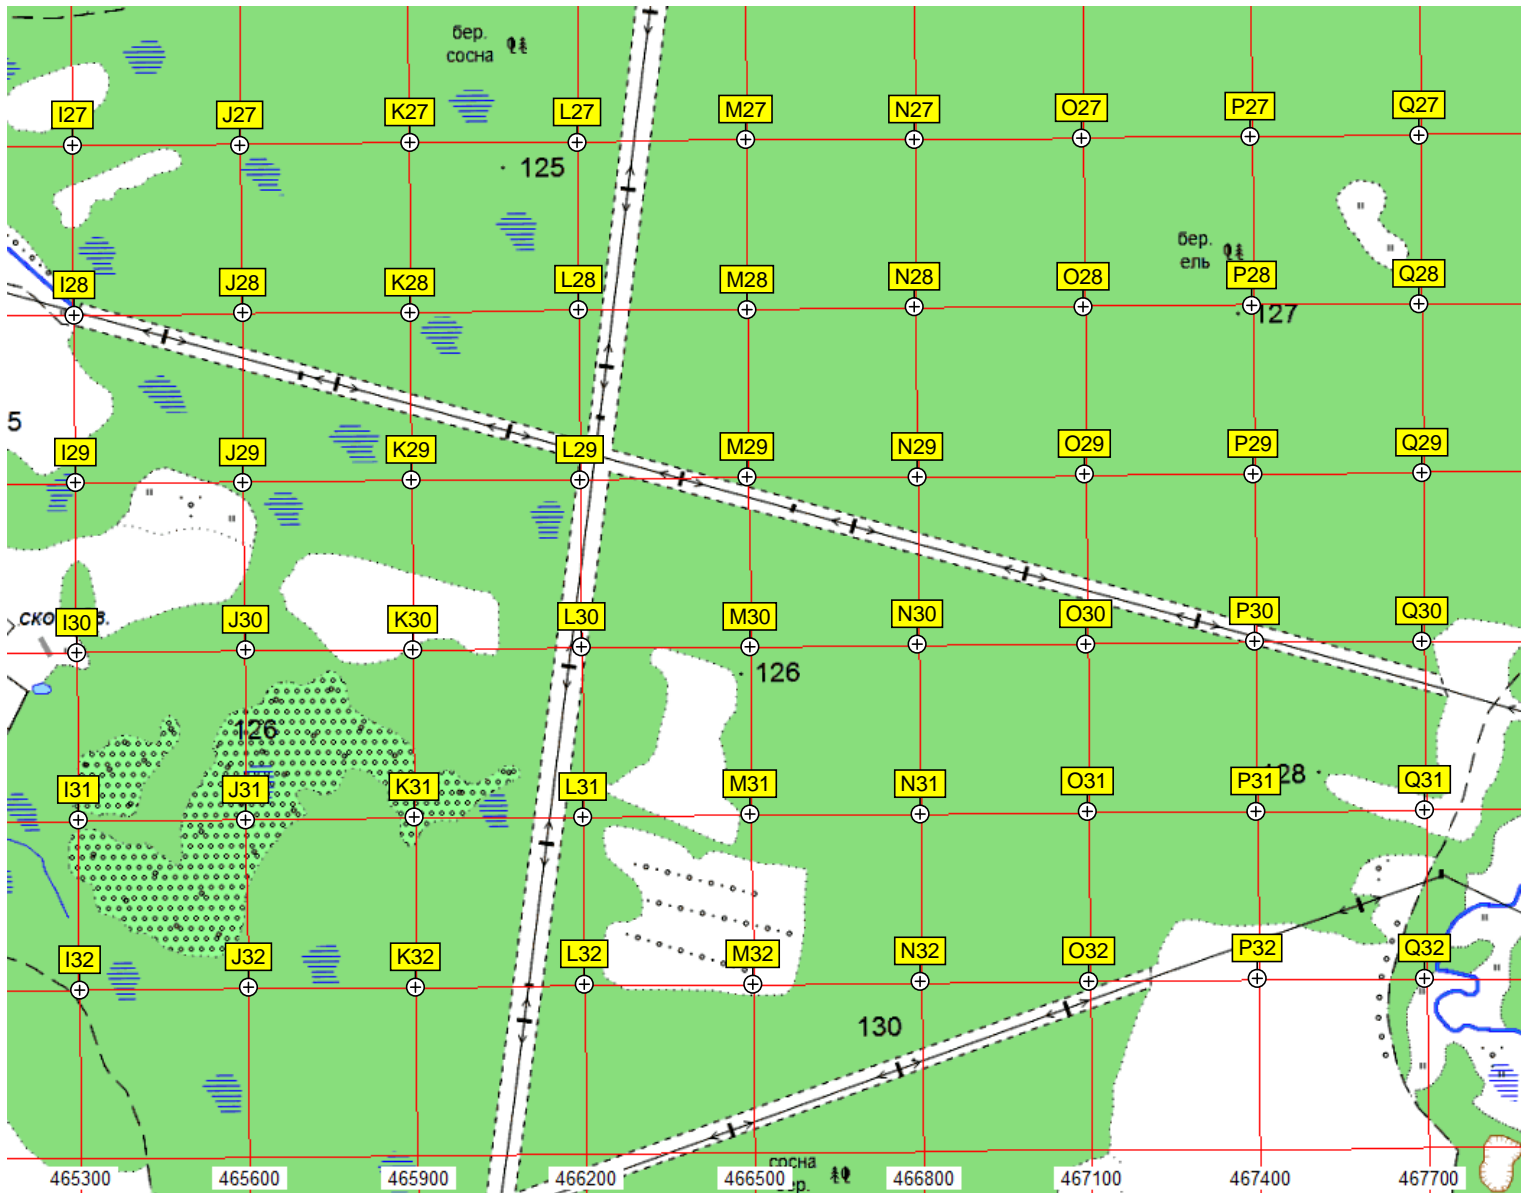 бер.
сосна
I27 J27 K27 L27 M27 N27 O27 P27 Q27
125
бер.
ель
I28 J28 K28 L28 M28 N28 O28 P28 Q28
127
5
I29 J29 K29 L29 M29 N29 O29 P29 Q29
I30 J30 K30 L30 M30 N30 O30 P30 Q30
126
126
I31 J31 K31 L31 M31 N31 O31 P31 Q31
28
I32 J32 K32 L32 M32 N32 O32 P32 Q32
130
сосна
бер.
465300 465600 465900 466200 466500 466800 467100 467400 467700